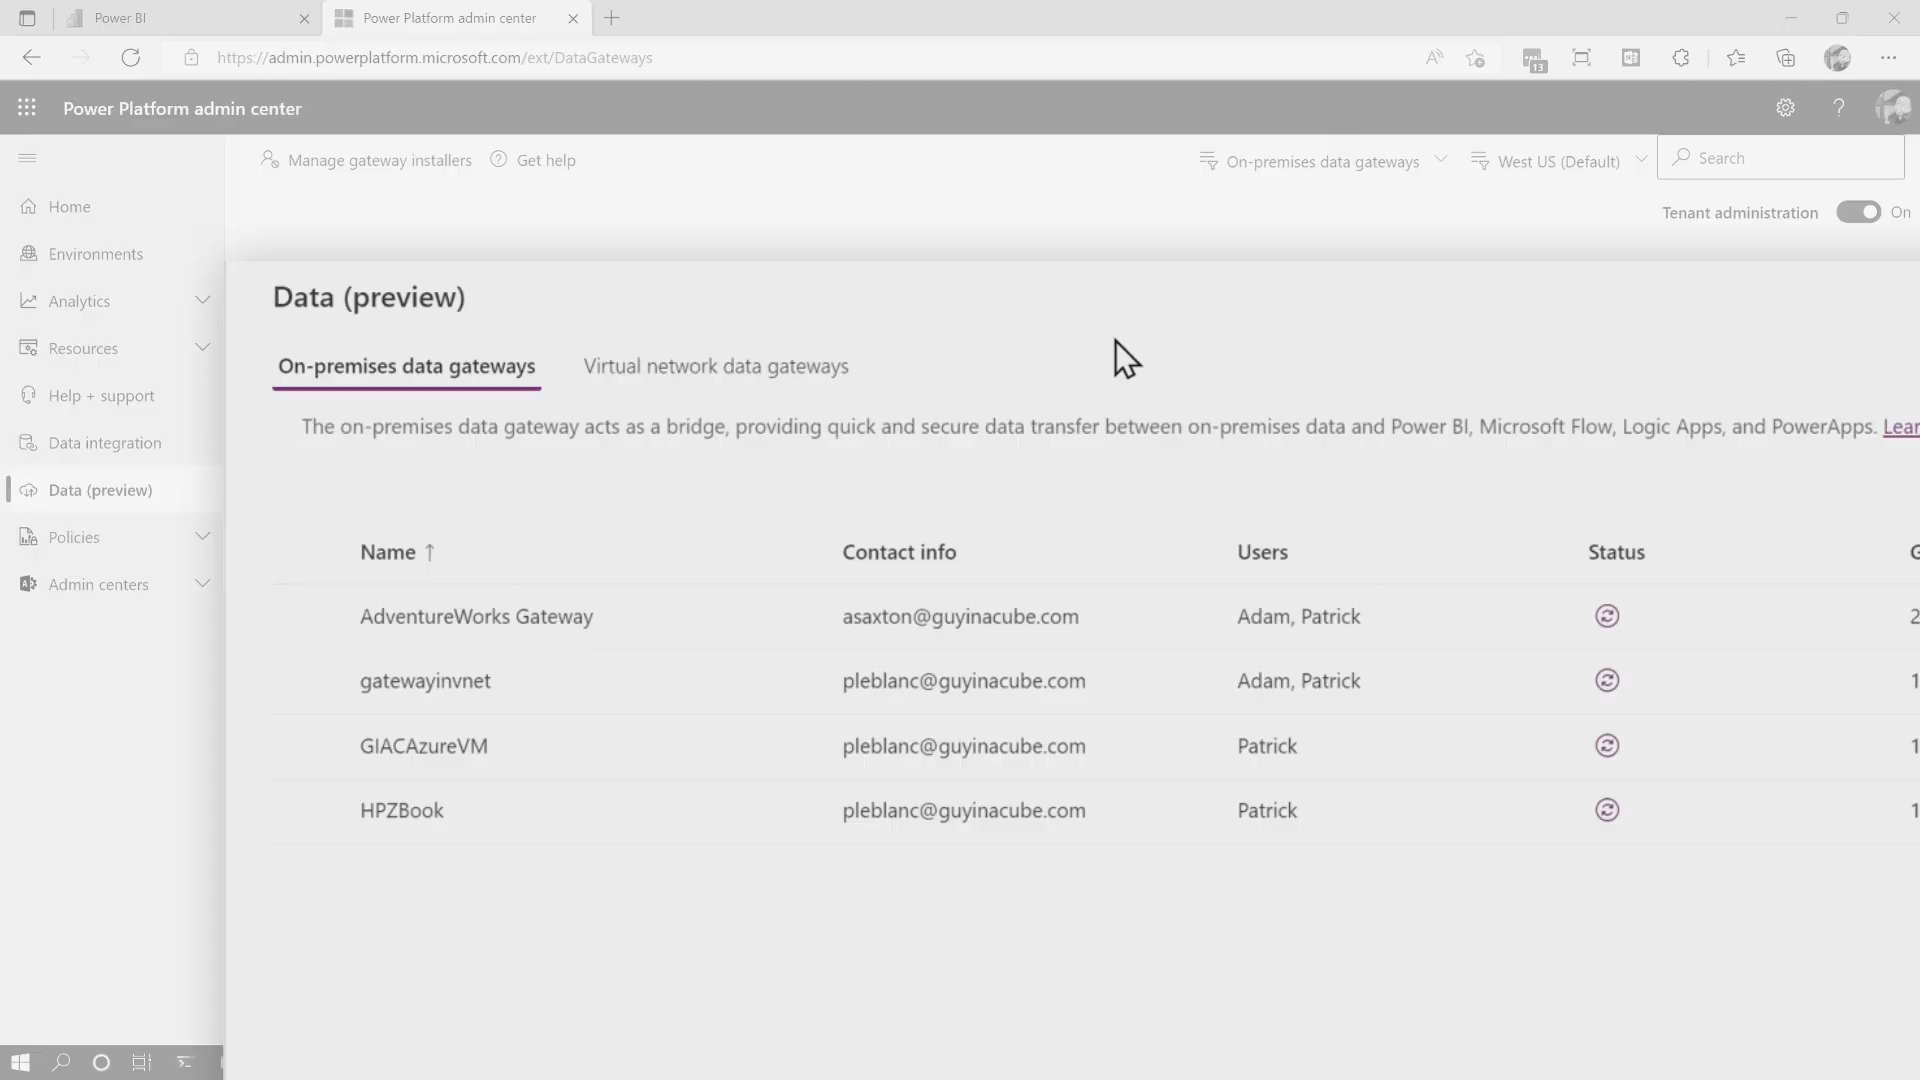 Power BI
Power Platform admin center
https://admin.powerplatform.microsoft.com/ext/DataGateways
13
Power Platform admin center
?
Manage gateway installers
Get help
On-premises data gateways
West US (Default)
Search
Tenant administration
On
Home
Environments
Analytics
Resources
Help + support
Data integration
Data (preview)
Policies
Admin centers
Data (preview)
On-premises data gateways
Virtual network data gateways
The on-premises data gateway acts as a bridge, providing quick and secure data transfer between on-premises data and Power BI, Microsoft Flow, Logic Apps, and PowerApps. Lear
Name ↑ Contact info Users Status G
AdventureWorks Gateway asaxton@guyinacube.com Adam, Patrick 2
gatewayinvnet pleblanc@guyinacube.com Adam, Patrick 1
GIACAzureVM pleblanc@guyinacube.com Patrick 1
HPZBook pleblanc@guyinacube.com Patrick 1